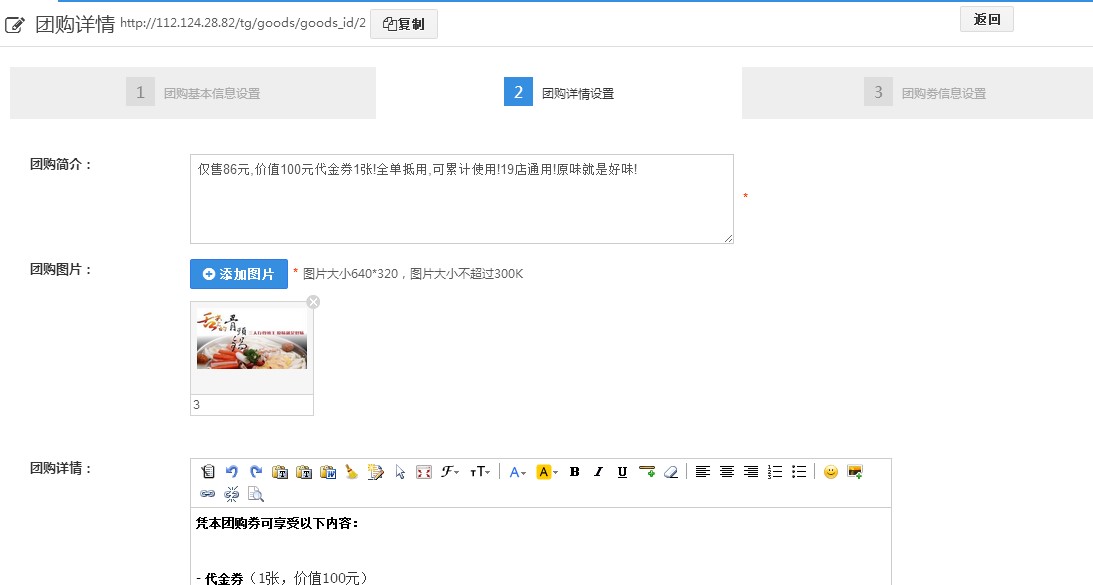 团购详情 http://112.124.28.82/tg/goods/goods_id/2 复制 返回
1 团购基本信息设置 2 团购详情设置 3 团购券信息设置
团购简介：
仅售86元,价值100元代金券1张!全单抵用,可累计使用!19店通用!原味就是好味!
*
团购图片：
添加图片 * 图片大小640*320，图片大小不超过300K
骨頭
鍋
3
团购详情：
凭本团购券可享受以下内容：
- 代金券（1张，价值100元）